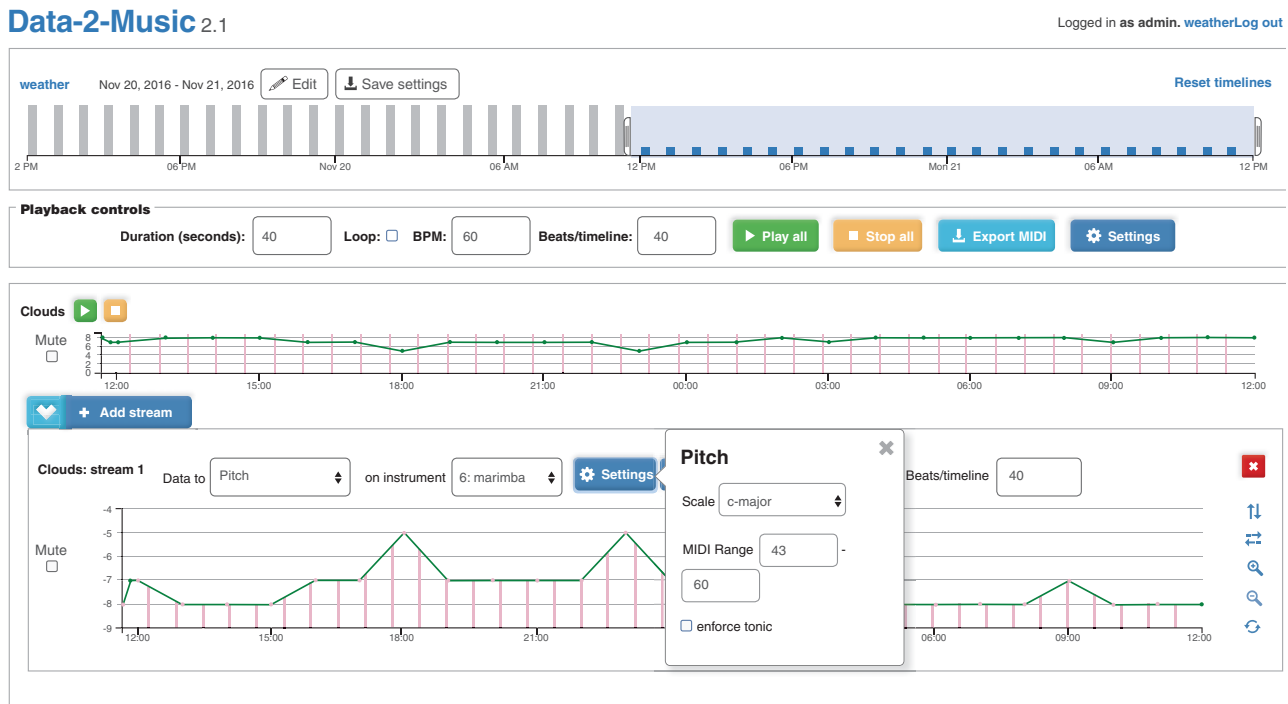 Data-2-Music 2.1
Logged in as admin. weatherLog out
weather Nov 20, 2016 - Nov 21, 2016 Edit Save settings Reset timelines
2 PM 06 PM Nov 20 06 AM 12 PM 06 PM Mon 21 06 AM 12 PM
Playback controls
Duration (seconds): 40 Loop: BPM: 60 Beats/timeline: 40 Play all Stop all Export MIDI Settings
Clouds
Mute
8
6
4
2
0
12:00 15:00 18:00 21:00 00:00 03:00 06:00 09:00 12:00
+ Add stream
Clouds: stream 1 Data to Pitch on instrument 6: marimba Settings Beats/timeline 40
Pitch
Scale c-major
MIDI Range 43 -
60
enforce tonic
Mute
-4
-5
-6
-7
-8
-9
12:00 15:00 18:00 21:00 06:00 09:00 12:00